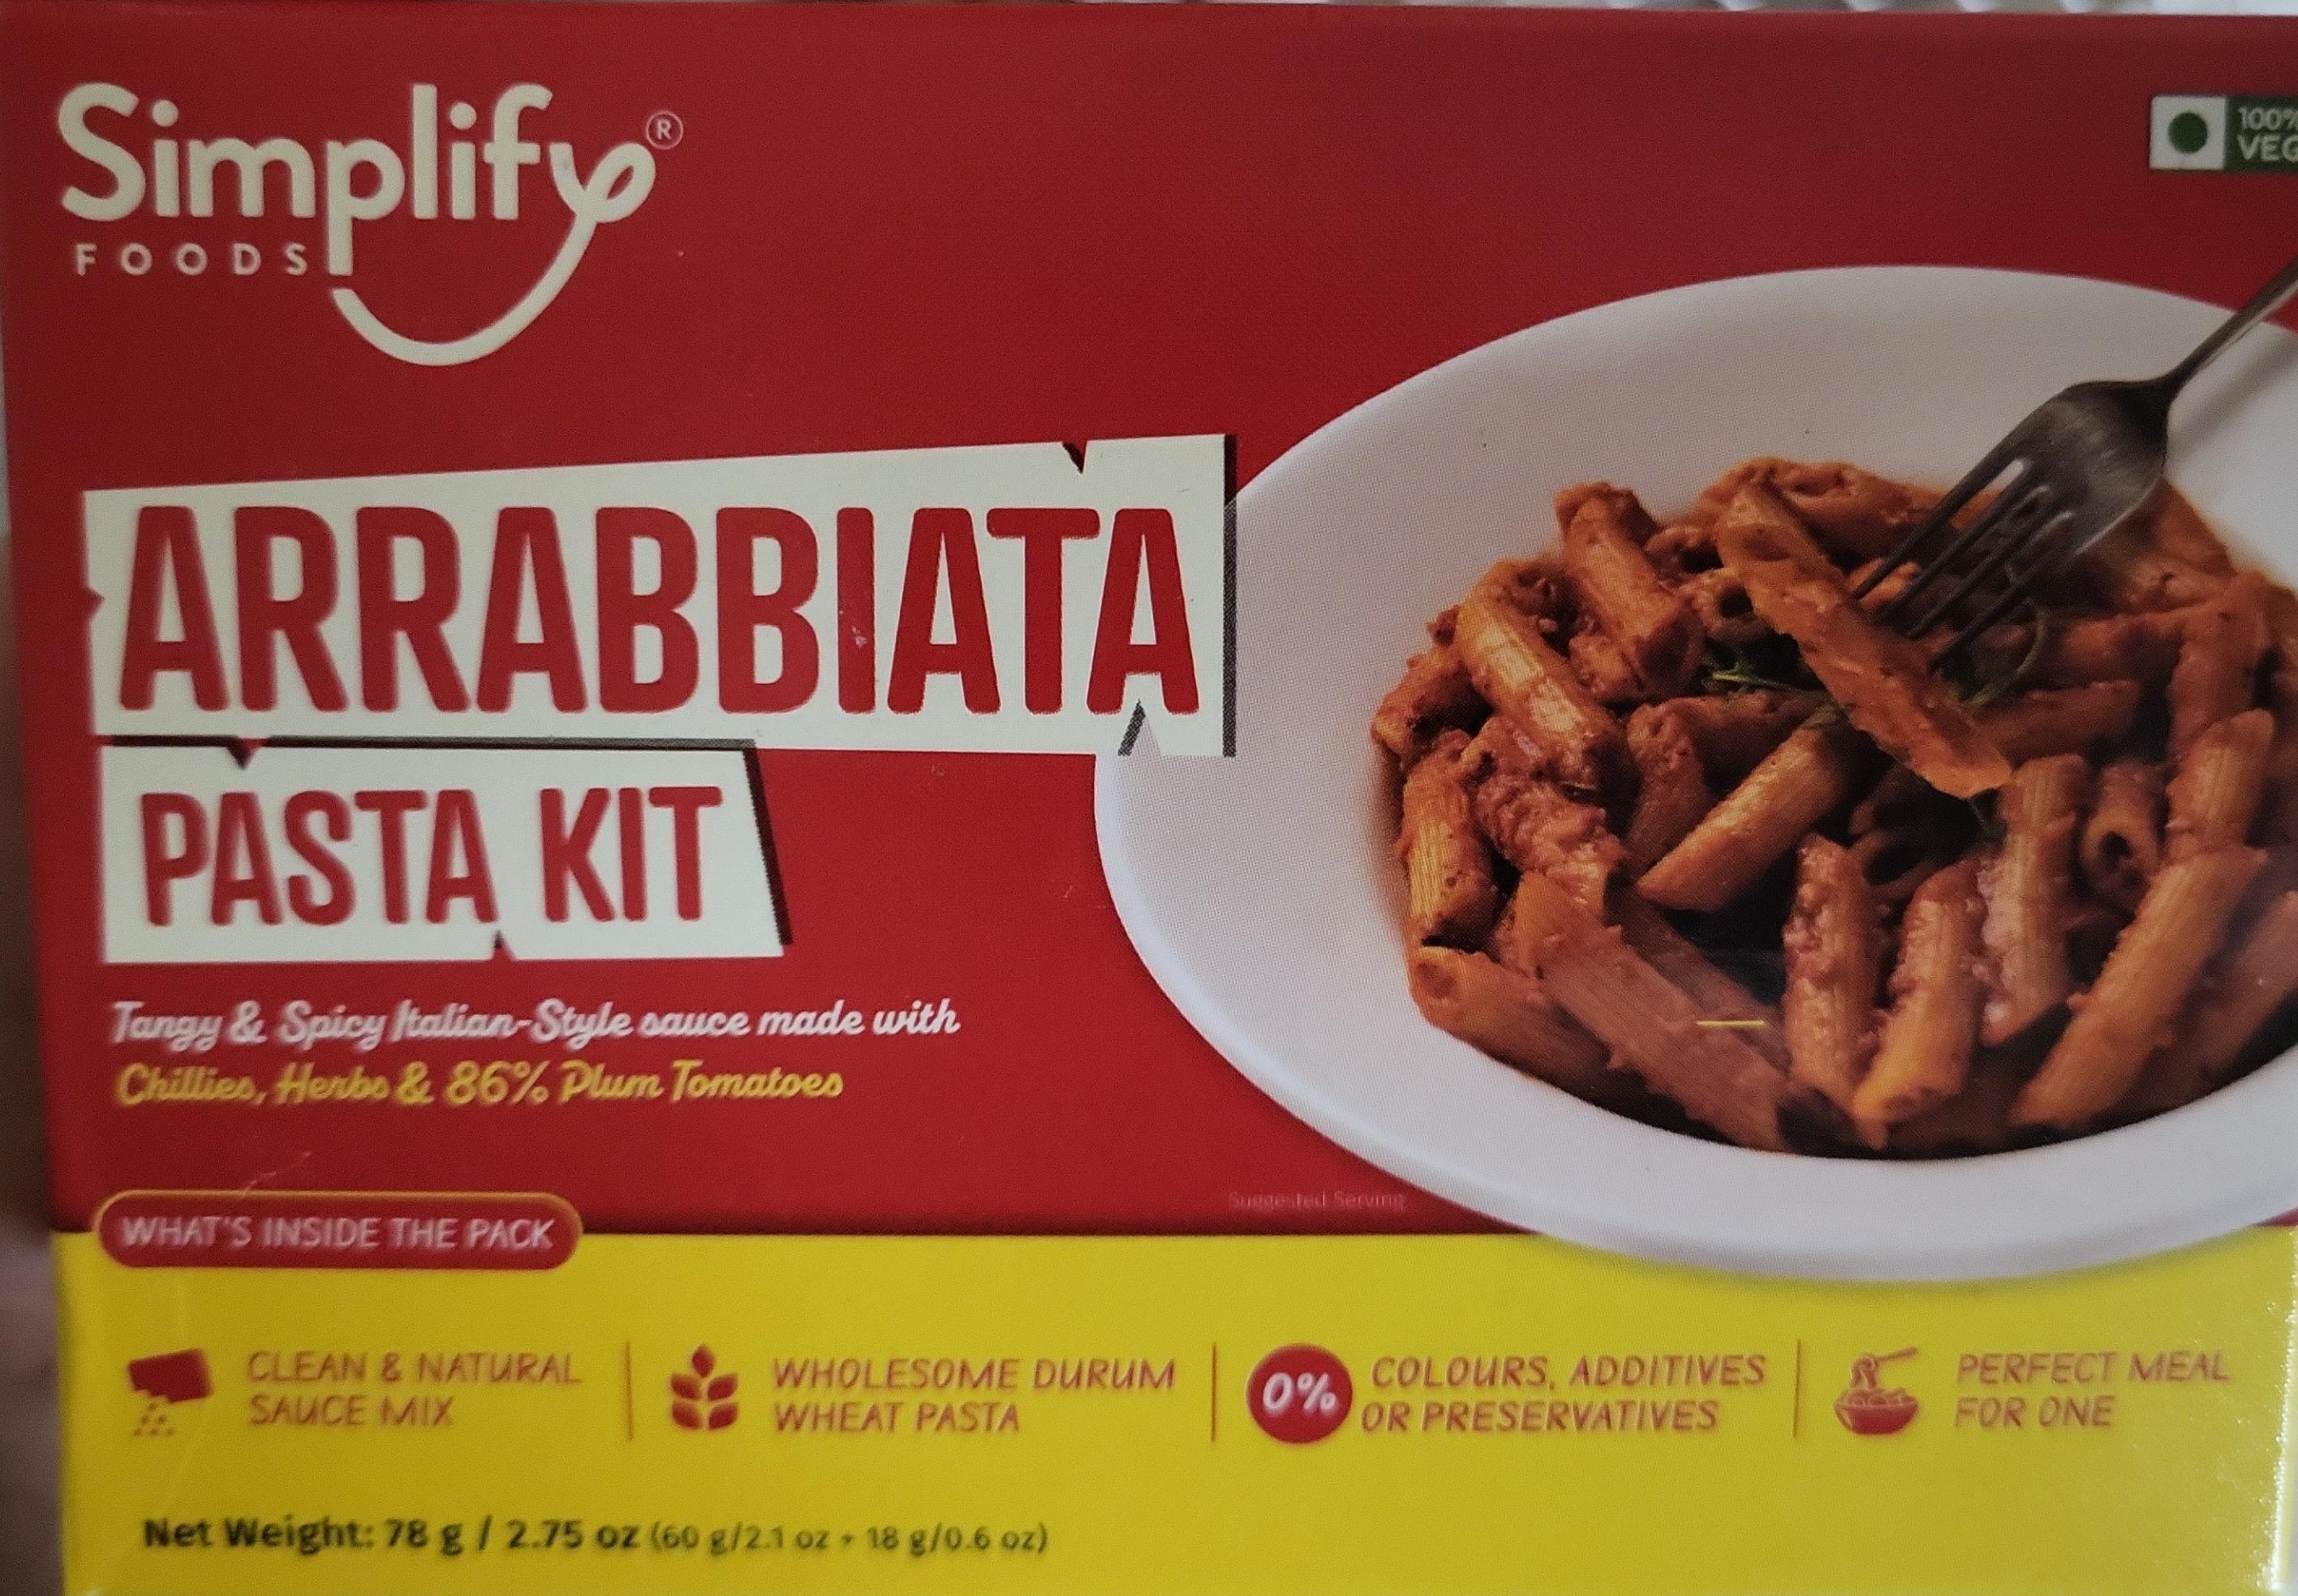 Simplify®
FOODS
100%
VEG
ARRABBIATA
PASTA KIT
Tangy & Spicy Italian-Style sauce made with
Chillies, Herbs & 86% Plum Tomatoes
Suggested Serving
WHAT'S INSIDE THE PACK
CLEAN & NATURAL
SAUCE MIX
WHOLESOME DURUM
WHEAT PASTA
0%
COLOURS, ADDITIVES
OR PRESERVATIVES
PERFECT MEAL
FOR ONE
Net Weight: 78 g / 2.75 oz (60 g/2.1 oz + 18 g/0.6 oz)